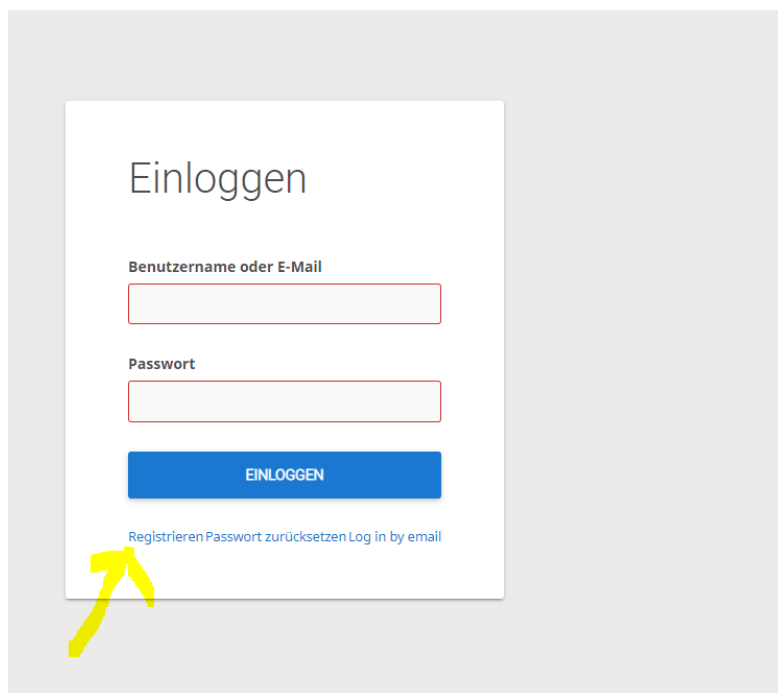 Einloggen
Benutzername oder E-Mail
Passwort
EINLOGGEN
Registrieren Passwort zurücksetzen Log in by email